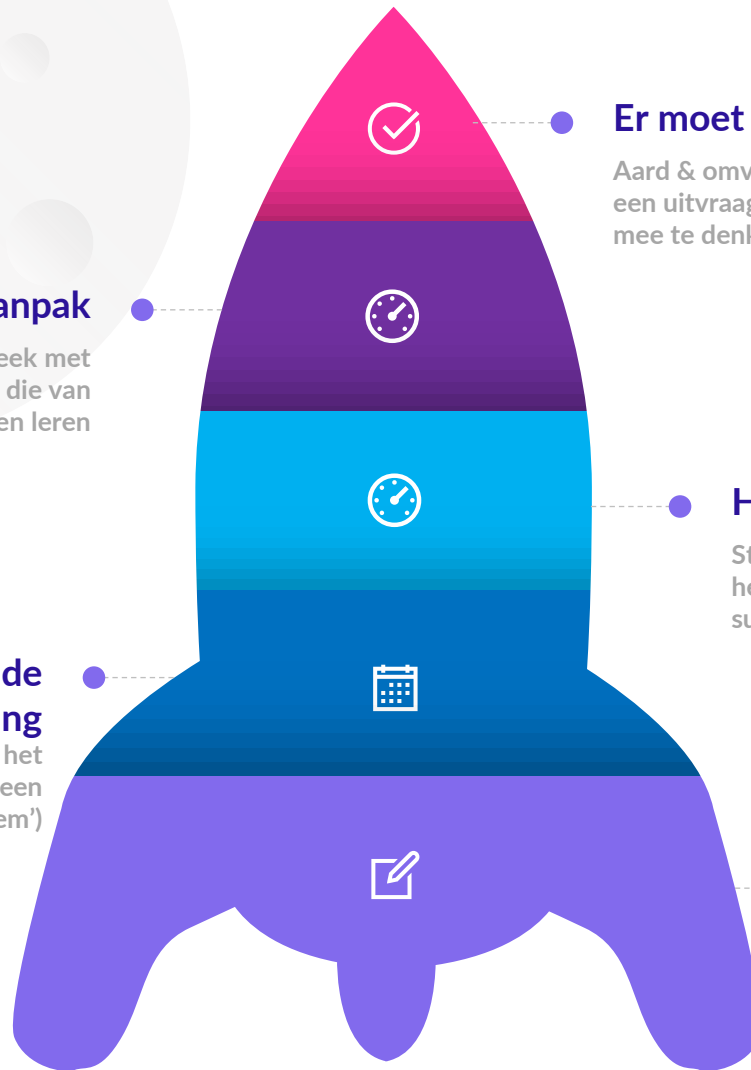 Er moet
Aard & omv
een uitvraag
mee te denk
anpak
eek met
die van
en leren
H
St
he
su
de
ng
het
een
em’)